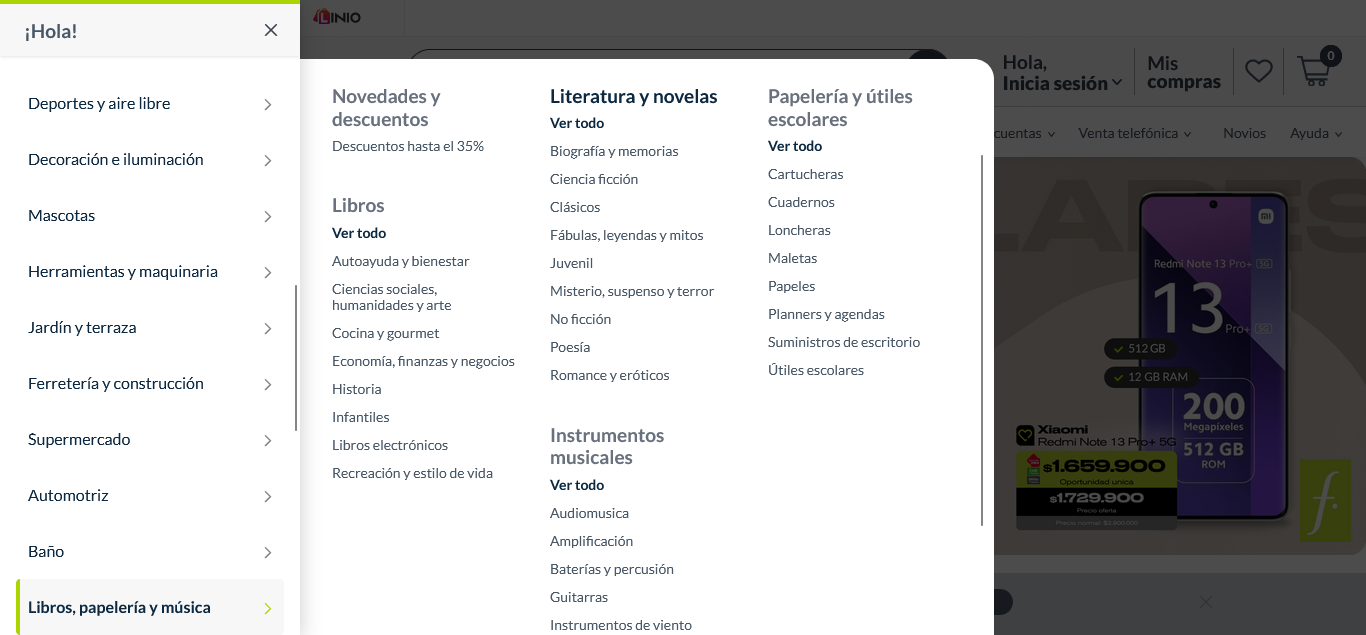 ¡Hola!
Deportes y aire libre
Decoración e iluminación
Mascotas
Herramientas y maquinaria
Jardín y terraza
Ferretería y construcción
Supermercado
Automotriz
Baño
Libros, papelería y música
Novedades y
descuentos
Descuentos hasta el 35%
Libros
Ver todo
Autoayuda y bienestar
Ciencias sociales,
humanidades y arte
Cocina y gourmet
Economía, finanzas y negocios
Historia
Infantiles
Libros electrónicos
Recreación y estilo de vida
Literatura y novelas
Ver todo
Biografía y memorias
Ciencia ficción
Clásicos
Fábulas, leyendas y mitos
Juvenil
Misterio, suspenso y terror
No ficción
Poesía
Romance y eróticos
Instrumentos
musicales
Ver todo
Audiomusica
Amplificación
Baterías y percusión
Guitarras
Instrumentos de viento
Papelería y útiles
escolares
Ver todo
Cartucheras
Cuadernos
Loncheras
Maletas
Papeles
Planners y agendas
Suministros de escritorio
Útiles escolares
LINIO
Hola,
Inicia sesión
Mis
compras
0
cuentas
Venta telefónica
Novios
Ayuda
LARES
Redmi Note 13 Pro+ 5G
13
Pro+ 5G
512 GB
12 GB RAM
200
Megapíxeles
512 GB
ROM
Xiaomi
Redmi Note 13 Pro+ 5G
$1.659.900
Oportunidad unica
$1.729.900
Precio oferta
f.